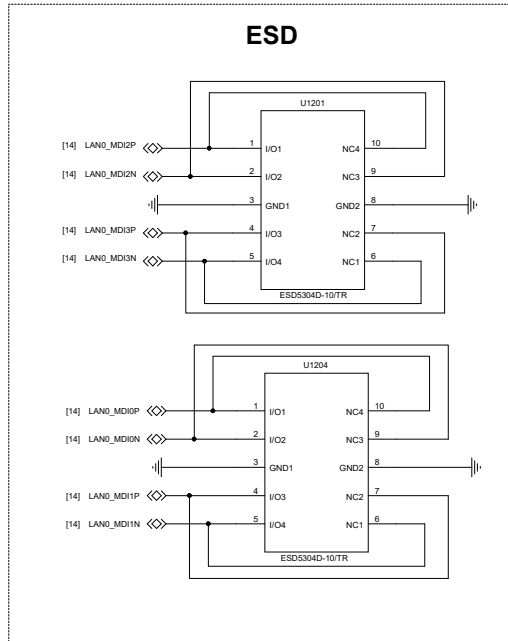 ESD
U1201
[14] LAN0_MDI2P 1 I/O1 NC4 10
[14] LAN0_MDI2N 2 I/O2 NC3 9
3 GND1 GND2 8
[14] LAN0_MDI3P 4 I/O3 NC2 7
[14] LAN0_MDI3N 5 I/O4 NC1 6
ESD5304D-10/TR
U1204
[14] LAN0_MDI0P 1 I/O1 NC4 10
[14] LAN0_MDI0N 2 I/O2 NC3 9
3 GND1 GND2 8
[14] LAN0_MDI1P 4 I/O3 NC2 7
[14] LAN0_MDI1N 5 I/O4 NC1 6
ESD5304D-10/TR